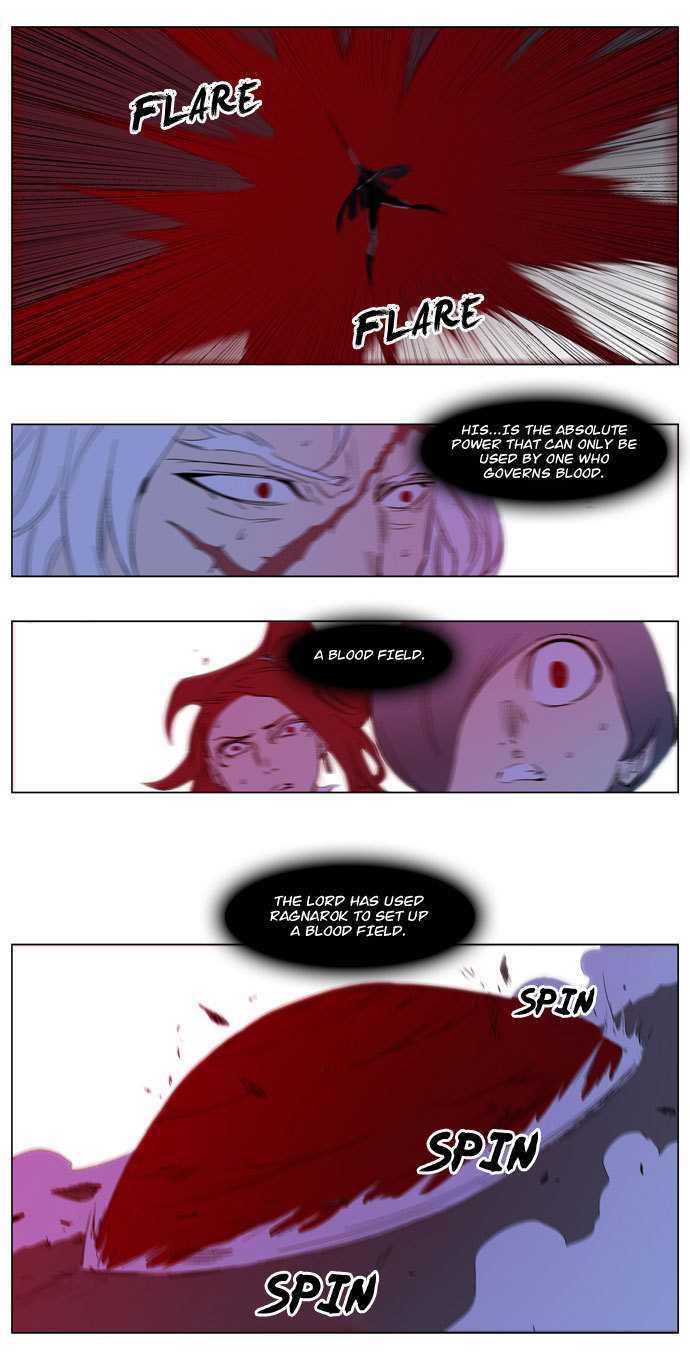 FLARE
FLARE
HIS...IS THE ABSOLUTE
POWER THAT CAN ONLY BE
USED BY ONE WHO
GOVERNS BLOOD.
A BLOOD FIELD.
THE LORD HAS USED
RAGNAROK TO SET UP
A BLOOD FIELD.
SPIN
SPIN
SPIN